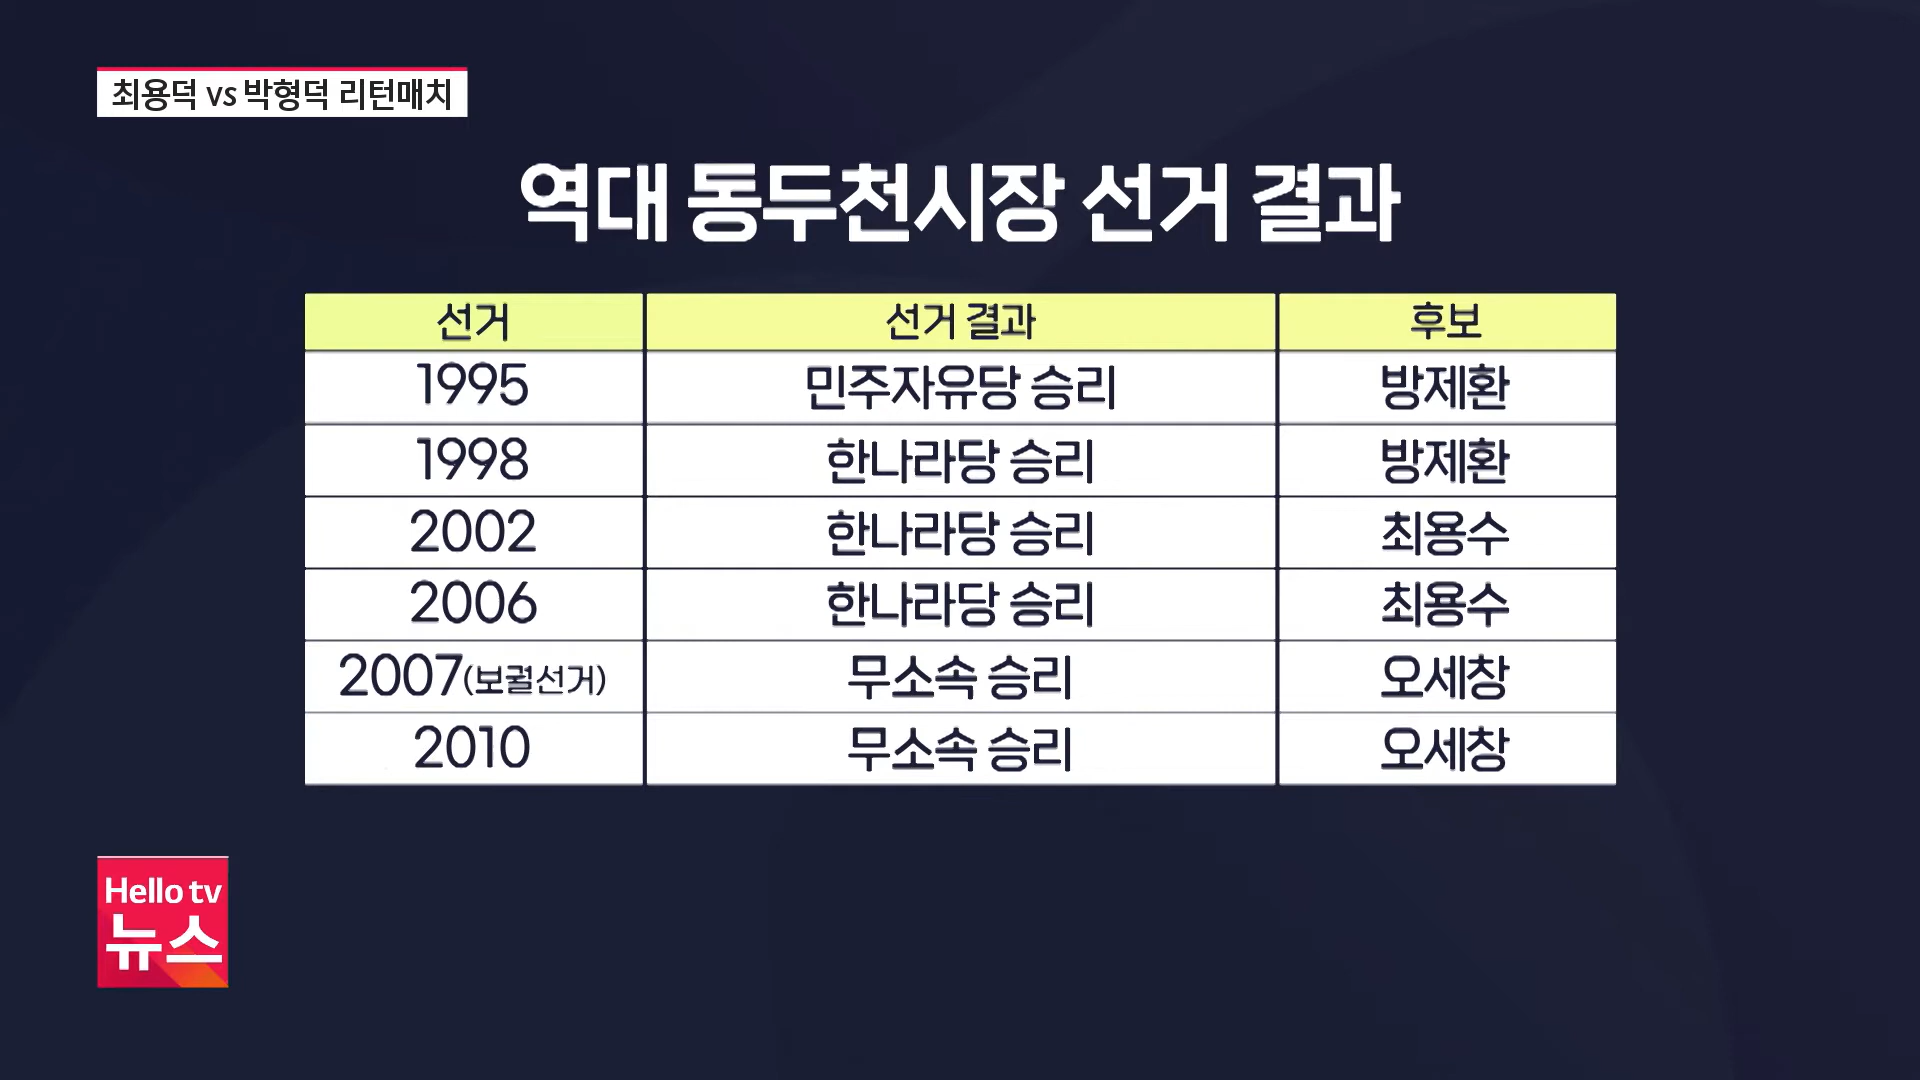 최용덕 vs 박형덕 리턴매치
역대 동두천시장 선거 결과
선거 선거 결과 후보
1995 민주자유당 승리 방제환
1998 한나라당 승리 방제환
2002 한나라당 승리 최용수
2006 한나라당 승리 최용수
2007(보궐선거) 무소속 승리 오세창
2010 무소속 승리 오세창
Hello tv
뉴스